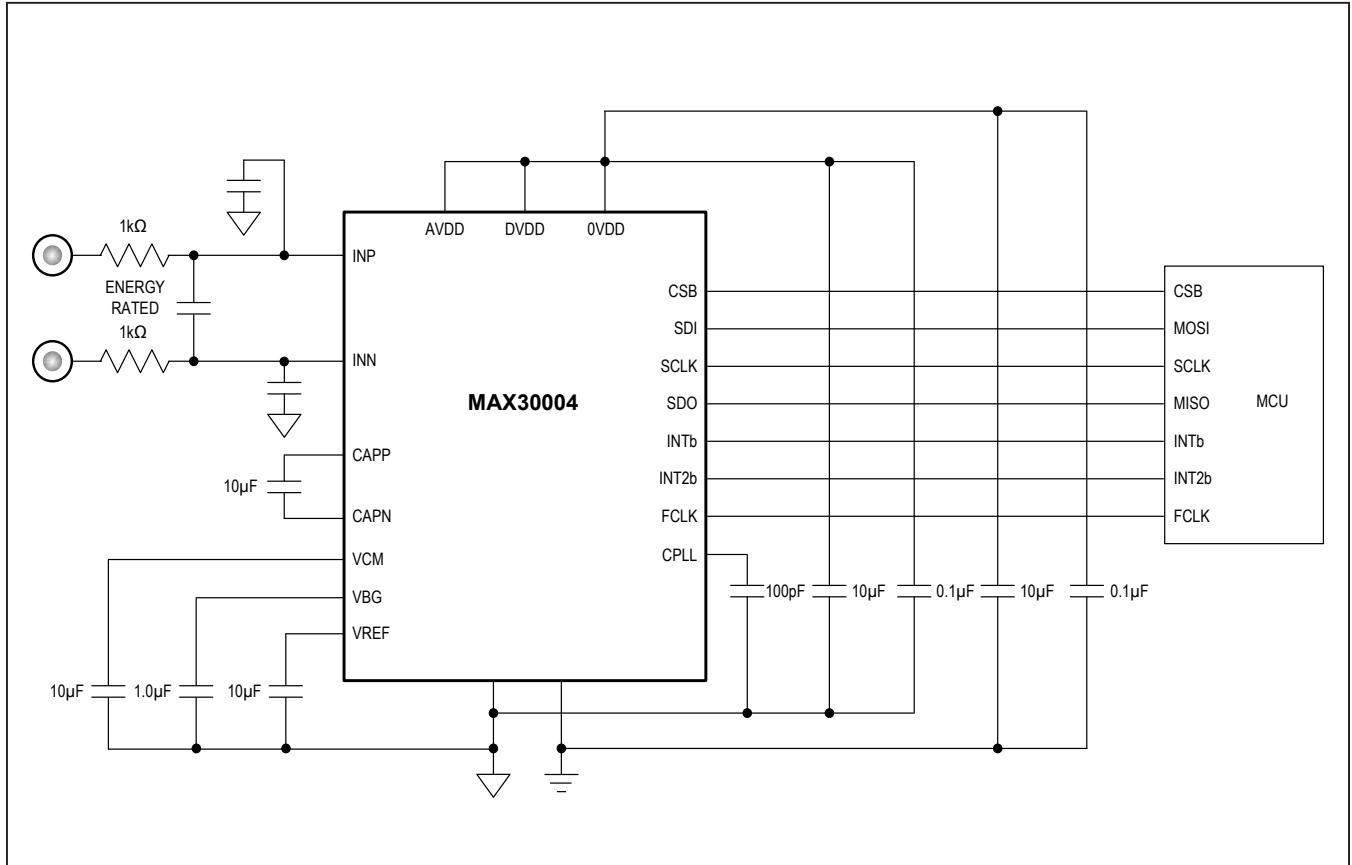 AVDD DVDD 0VDD
1kΩ
ENERGY
RATED
1kΩ
INP
INN
CAPP
10µF
CAPN
VCM
VBG
VREF
10µF 1.0µF 10µF
MAX30004
CSB
SDI
SCLK
SDO
INTb
INT2b
FCLK
CPLL
100pF 10µF 0.1µF 10µF 0.1µF
CSB
MOSI
SCLK
MISO
MCU
INTb
INT2b
FCLK